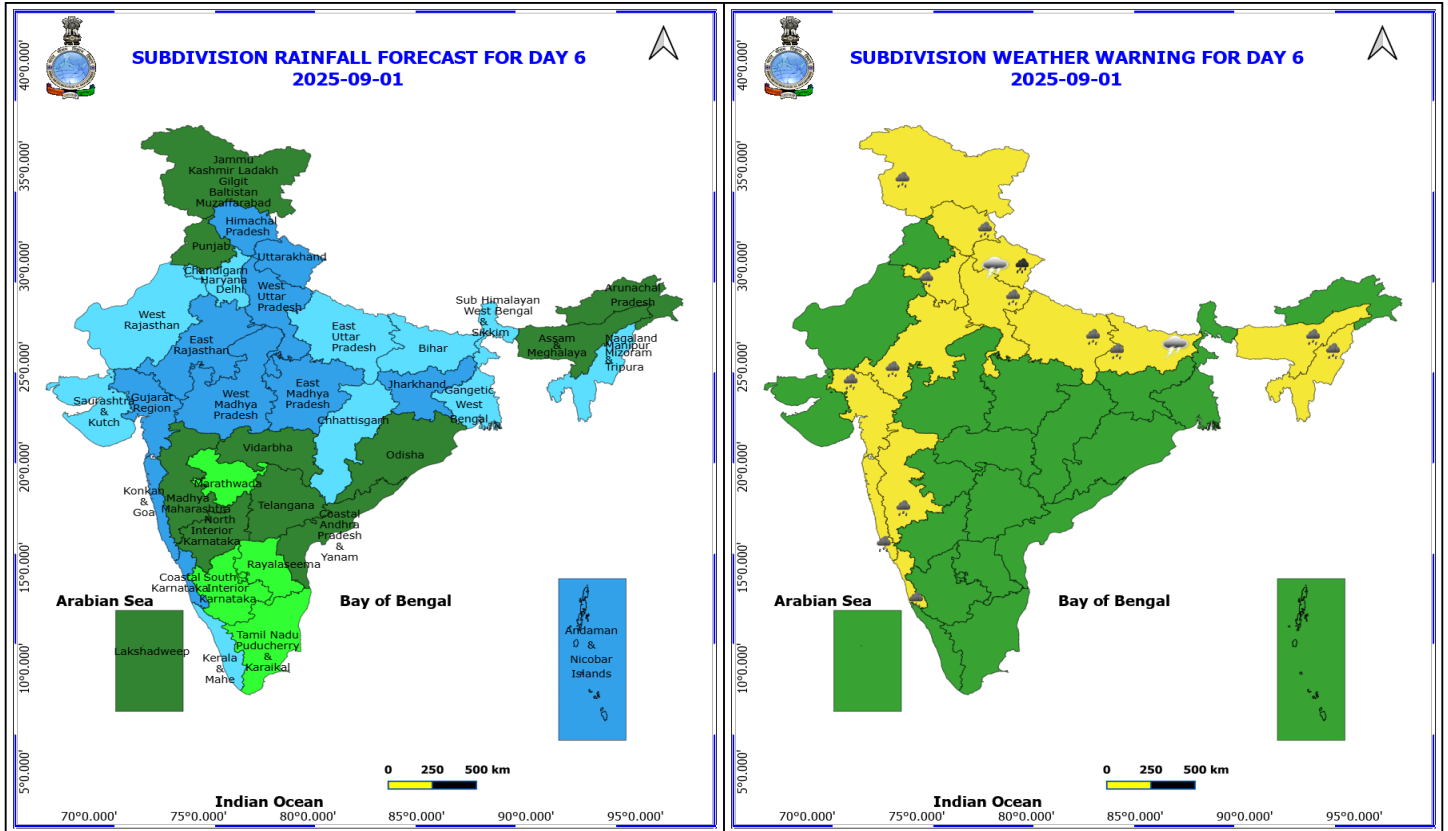 SUBDIVISION RAINFALL FORECAST FOR DAY 6
2025-09-01
40°0.000'
35°0.000'
30°0.000'
25°0.000'
20°0.000'
15°0.000'
10°0.000'
5°0.000'
Jammu
Kashmir Ladakh
Gilgit
Baltistan
Muzaffarabad
Himachal
Pradesh
Punjab
Uttarakhand
Chandigarh
Haryana
Delhi
West
Uttar
Pradesh
West
Rajasthan
East
Rajasthan
East
Uttar
Pradesh
Bihar
Sub Himalayan
West Bengal
&
Sikkim
Arunachal
Pradesh
Assam
&
Meghalaya
Nagaland
Manipur
Mizoram
&
Tripura
Saurashtra
&
Kutch
Gujarat
Region
West
Madhya
Pradesh
East
Madhya
Pradesh
Jharkhand
Gangetic
West
Bengal
Chhattisgarh
Vidarbha
Odisha
Marathwada
Konkan
&
Goa
Madhya
Maharashtra
North
Interior
Karnataka
Telangana
Coastal
Andhra
Pradesh
&
Yanam
Rayalaseema
Coastal
Karnataka
South
Interior
Karnataka
Arabian Sea
Bay of Bengal
Lakshadweep
Kerala
&
Mahe
Tamil Nadu
Puducherry
&
Karaikal
Andaman
&
Nicobar
Islands
0 250 500 km
Indian Ocean
70°0.000' 75°0.000' 80°0.000' 85°0.000' 90°0.000' 95°0.000'
SUBDIVISION WEATHER WARNING FOR DAY 6
2025-09-01
40°0.000'
35°0.000'
30°0.000'
25°0.000'
20°0.000'
15°0.000'
10°0.000'
5°0.000'
Arabian Sea
Bay of Bengal
0 250 500 km
Indian Ocean
70°0.000' 75°0.000' 80°0.000' 85°0.000' 90°0.000' 95°0.000'